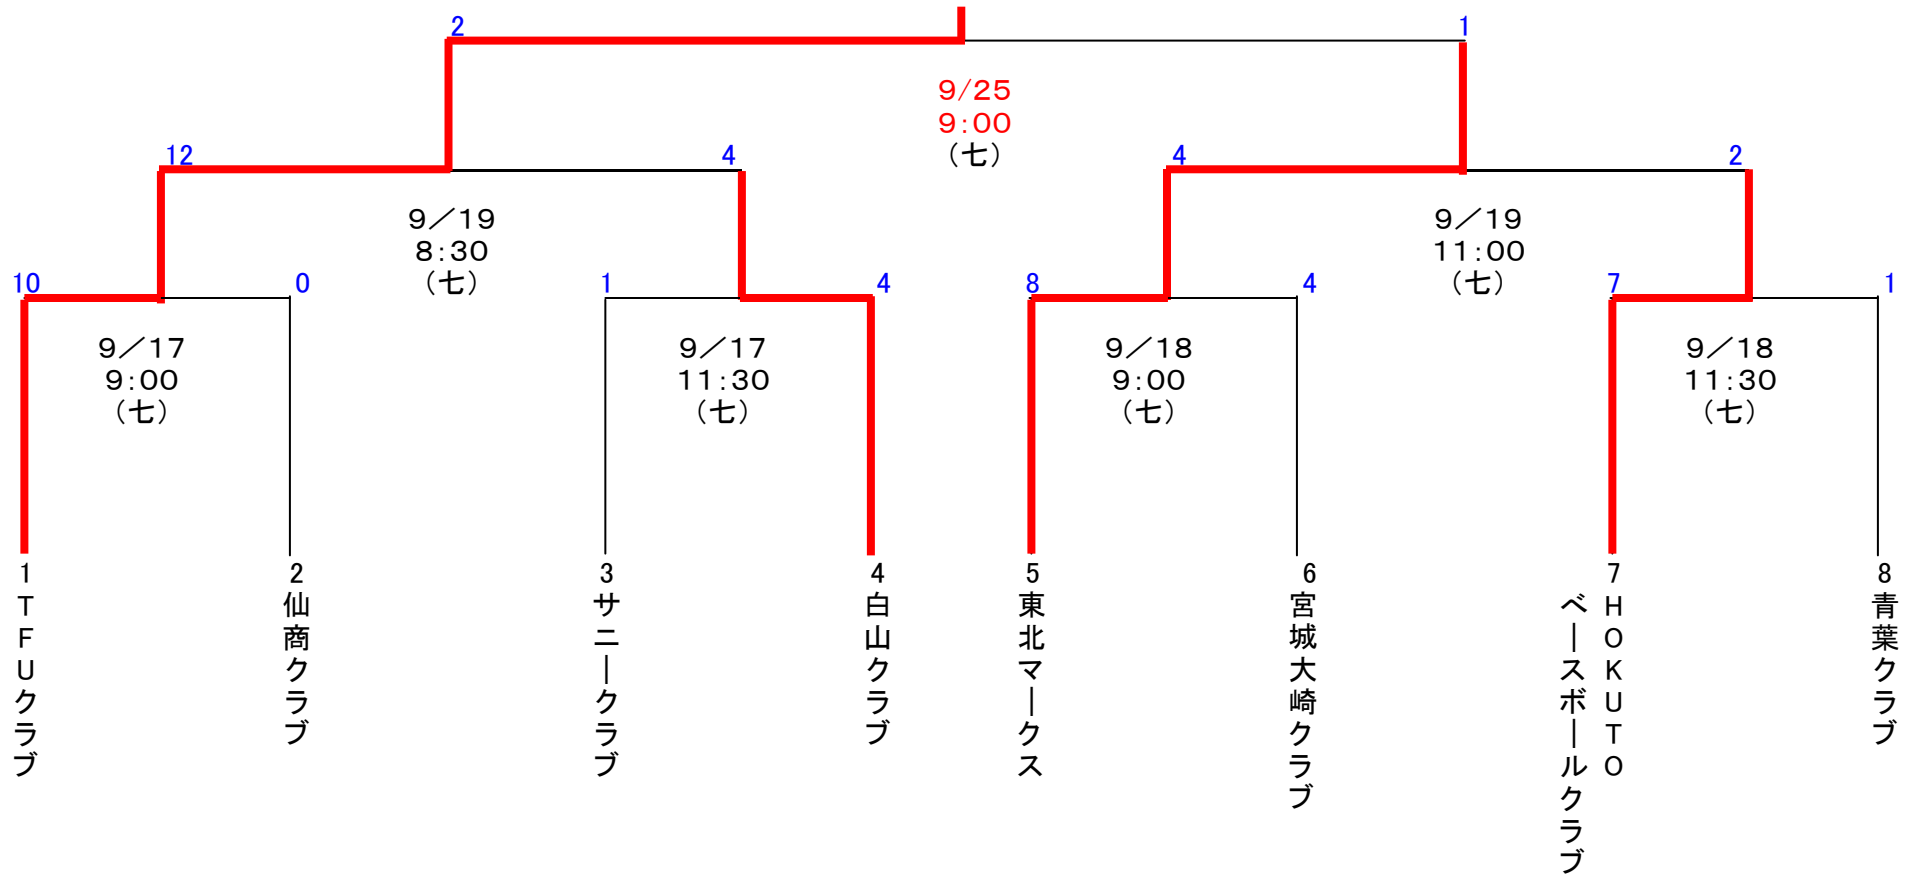 2
1
9/25
9:00
(七)
12
4
4
2
9／19
8:30
(七)
9／19
11:00
(七)
10
0
1
4
8
4
7
1
9／17
9:00
(七)
9／17
11:30
(七)
9／18
9:00
(七)
9／18
11:30
(七)
1 TFUクラブ
2 仙商クラブ
3 サニークラブ
4 白山クラブ
5 東北マークス
6 宮城大崎クラブ
7 HOKUTO
ベースボールクラブ
8 青葉クラブ